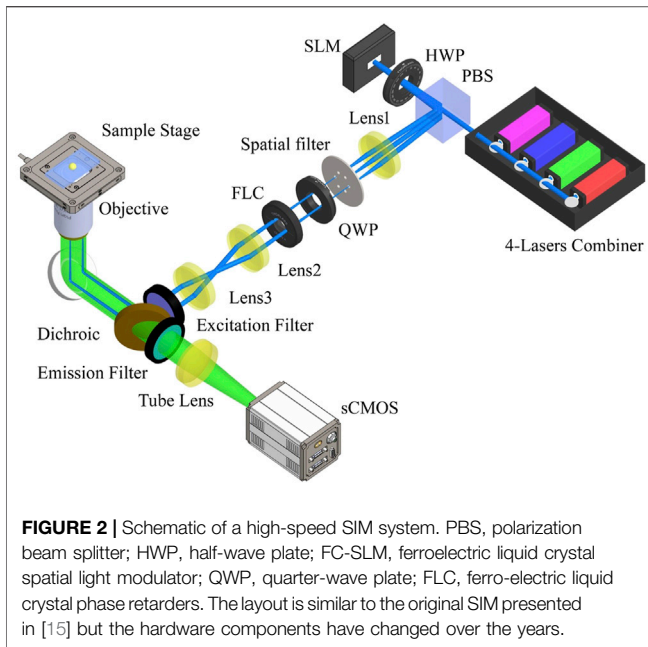 SLM
HWP
PBS
Lens1
Sample Stage
Spatial filter
FLC
Objective
QWP
4-Lasers Combiner
Lens2
Lens3
Excitation Filter
Dichroic
Emission Filter
Tube Lens
sCMOS
FIGURE 2 | Schematic of a high-speed SIM system. PBS, polarization
beam splitter; HWP, half-wave plate; FC-SLM, ferroelectric liquid crystal
spatial light modulator; QWP, quarter-wave plate; FLC, ferro-electric liquid
crystal phase retarders. The layout is similar to the original SIM presented
in [15] but the hardware components have changed over the years.